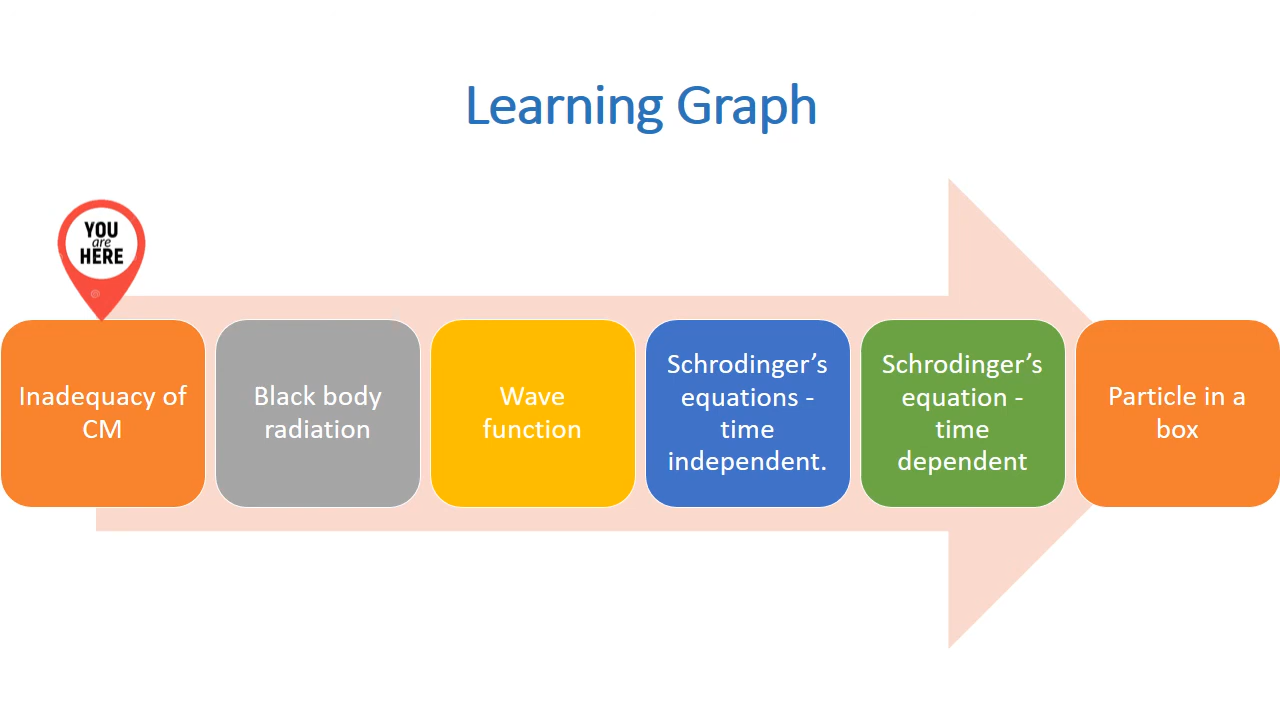 Learning Graph
YOU
are
HERE
Inadequacy of
CM
Black body
radiation
Wave
function
Schrodinger’s
equations -
time
independent.
Schrodinger’s
equation -
time
dependent
Particle in a
box